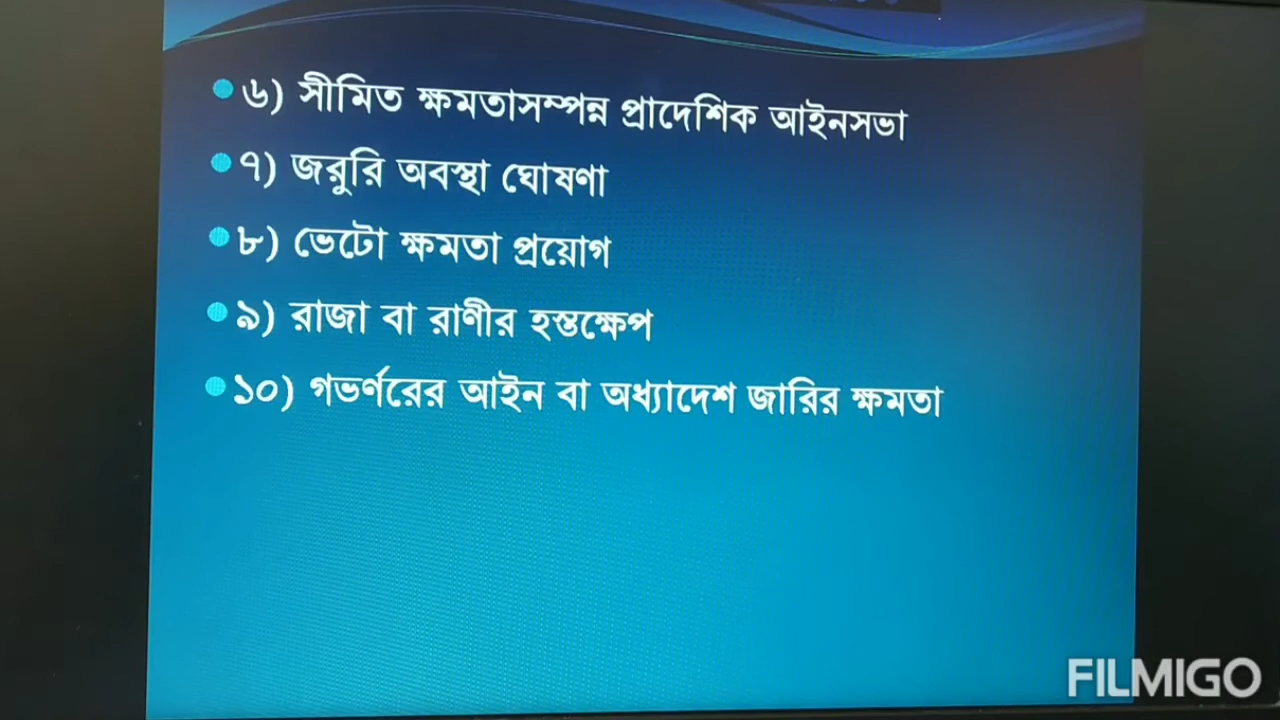 ৬) সীমিত ক্ষমতাসম্পন্ন প্রাদেশিক আইনসভা
৭) জরুরি অবস্থা ঘোষণা
৮) ভেটো ক্ষমতা প্রয়োগ
৯) রাজা বা রাণীর হস্তক্ষেপ
১০) গভর্ণরের আইন বা অধ্যাদেশ জারির ক্ষমতা
FILMIGO